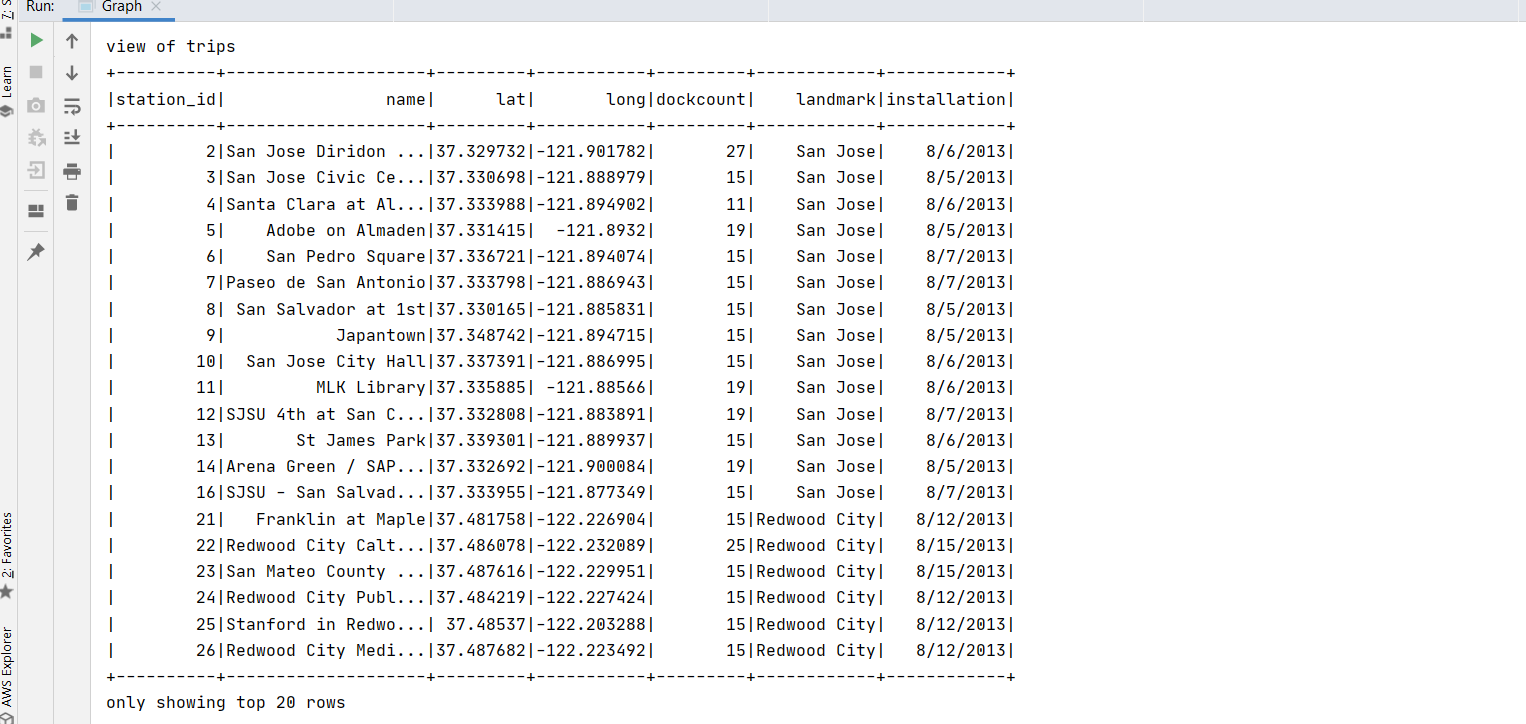 Run: Graph
7: S
Learn
2: Favorites
AWS Explorer
view of trips
+----------+-------------------+---------+-----------+---------+------------+------------+
|station_id|               name|      lat|       long|dockcount|    landmark|installation|
+----------+-------------------+---------+-----------+---------+------------+------------+
|         2|San Jose Diridon ...|37.329732|-121.901782|       27|    San Jose|    8/6/2013|
|         3|San Jose Civic Ce...|37.330698|-121.888979|       15|    San Jose|    8/5/2013|
|         4|Santa Clara at Al...|37.333988|-121.894902|       11|    San Jose|    8/6/2013|
|         5|    Adobe on Almaden|37.331415|  -121.8932|       19|    San Jose|    8/5/2013|
|         6|    San Pedro Square|37.336721|-121.894074|       15|    San Jose|    8/7/2013|
|         7|Paseo de San Antonio|37.333798|-121.886943|       15|    San Jose|    8/7/2013|
|         8| San Salvador at 1st|37.330165|-121.885831|       15|    San Jose|    8/5/2013|
|         9|           Japantown|37.348742|-121.894715|       15|    San Jose|    8/5/2013|
|        10|  San Jose City Hall|37.337391|-121.886995|       15|    San Jose|    8/6/2013|
|        11|         MLK Library|37.335885| -121.88566|       19|    San Jose|    8/6/2013|
|        12|SJSU 4th at San C...|37.332808|-121.883891|       19|    San Jose|    8/7/2013|
|        13|       St James Park|37.339301|-121.889937|       15|    San Jose|    8/6/2013|
|        14|Arena Green / SAP...|37.332692|-121.900084|       19|    San Jose|    8/5/2013|
|        16|SJSU - San Salvad...|37.333955|-121.877349|       15|    San Jose|    8/7/2013|
|        21|   Franklin at Maple|37.481758|-122.226904|       15|Redwood City|   8/12/2013|
|        22|Redwood City Calt...|37.486078|-122.232089|       25|Redwood City|   8/15/2013|
|        23|San Mateo County ...|37.487616|-122.229951|       15|Redwood City|   8/15/2013|
|        24|Redwood City Publ...|37.484219|-122.227424|       15|Redwood City|   8/12/2013|
|        25|Stanford in Redwo...| 37.48537|-122.203288|       15|Redwood City|   8/12/2013|
|        26|Redwood City Medi...|37.487682|-122.223492|       15|Redwood City|   8/12/2013|
+----------+-------------------+---------+-----------+---------+------------+------------+
only showing top 20 rows